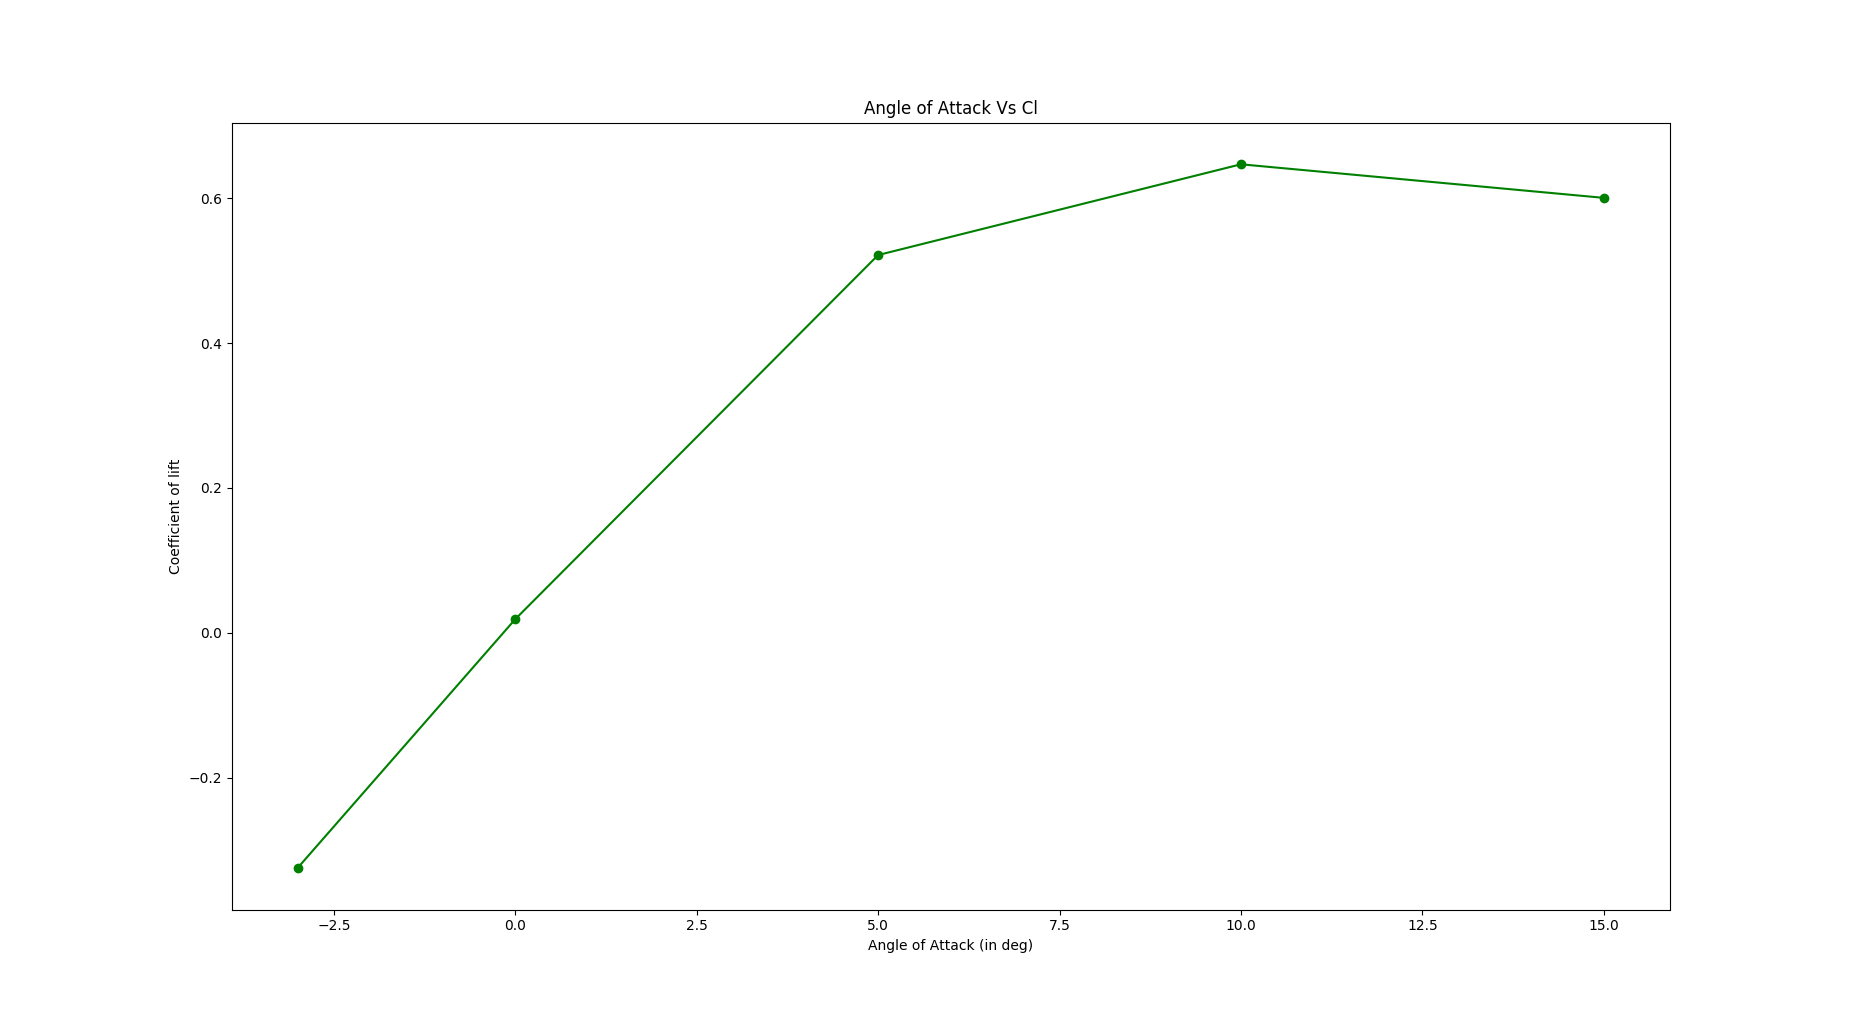 Angle of Attack Vs Cl
0.6
0.4
0.2
0.0
−0.2
Coefficient of lift
−2.5 0.0 2.5 5.0 7.5 10.0 12.5 15.0
Angle of Attack (in deg)